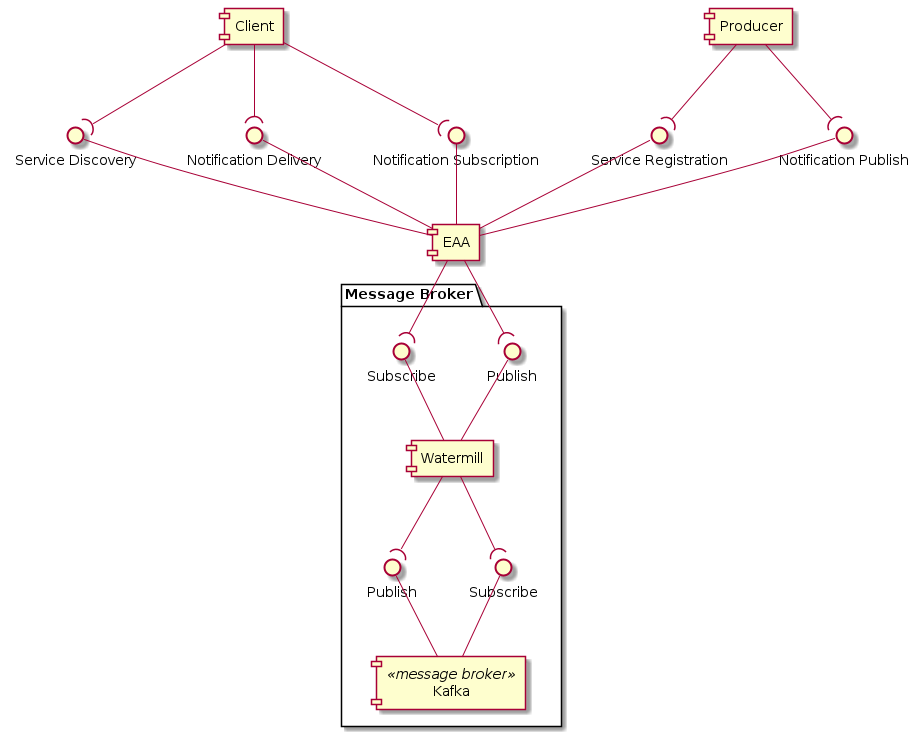 Client
Producer
Service Discovery
Notification Delivery
Notification Subscription
Service Registration
Notification Publish
EAA
Message Broker
Subscribe
Publish
Watermill
Publish
Subscribe
«message broker»
Kafka